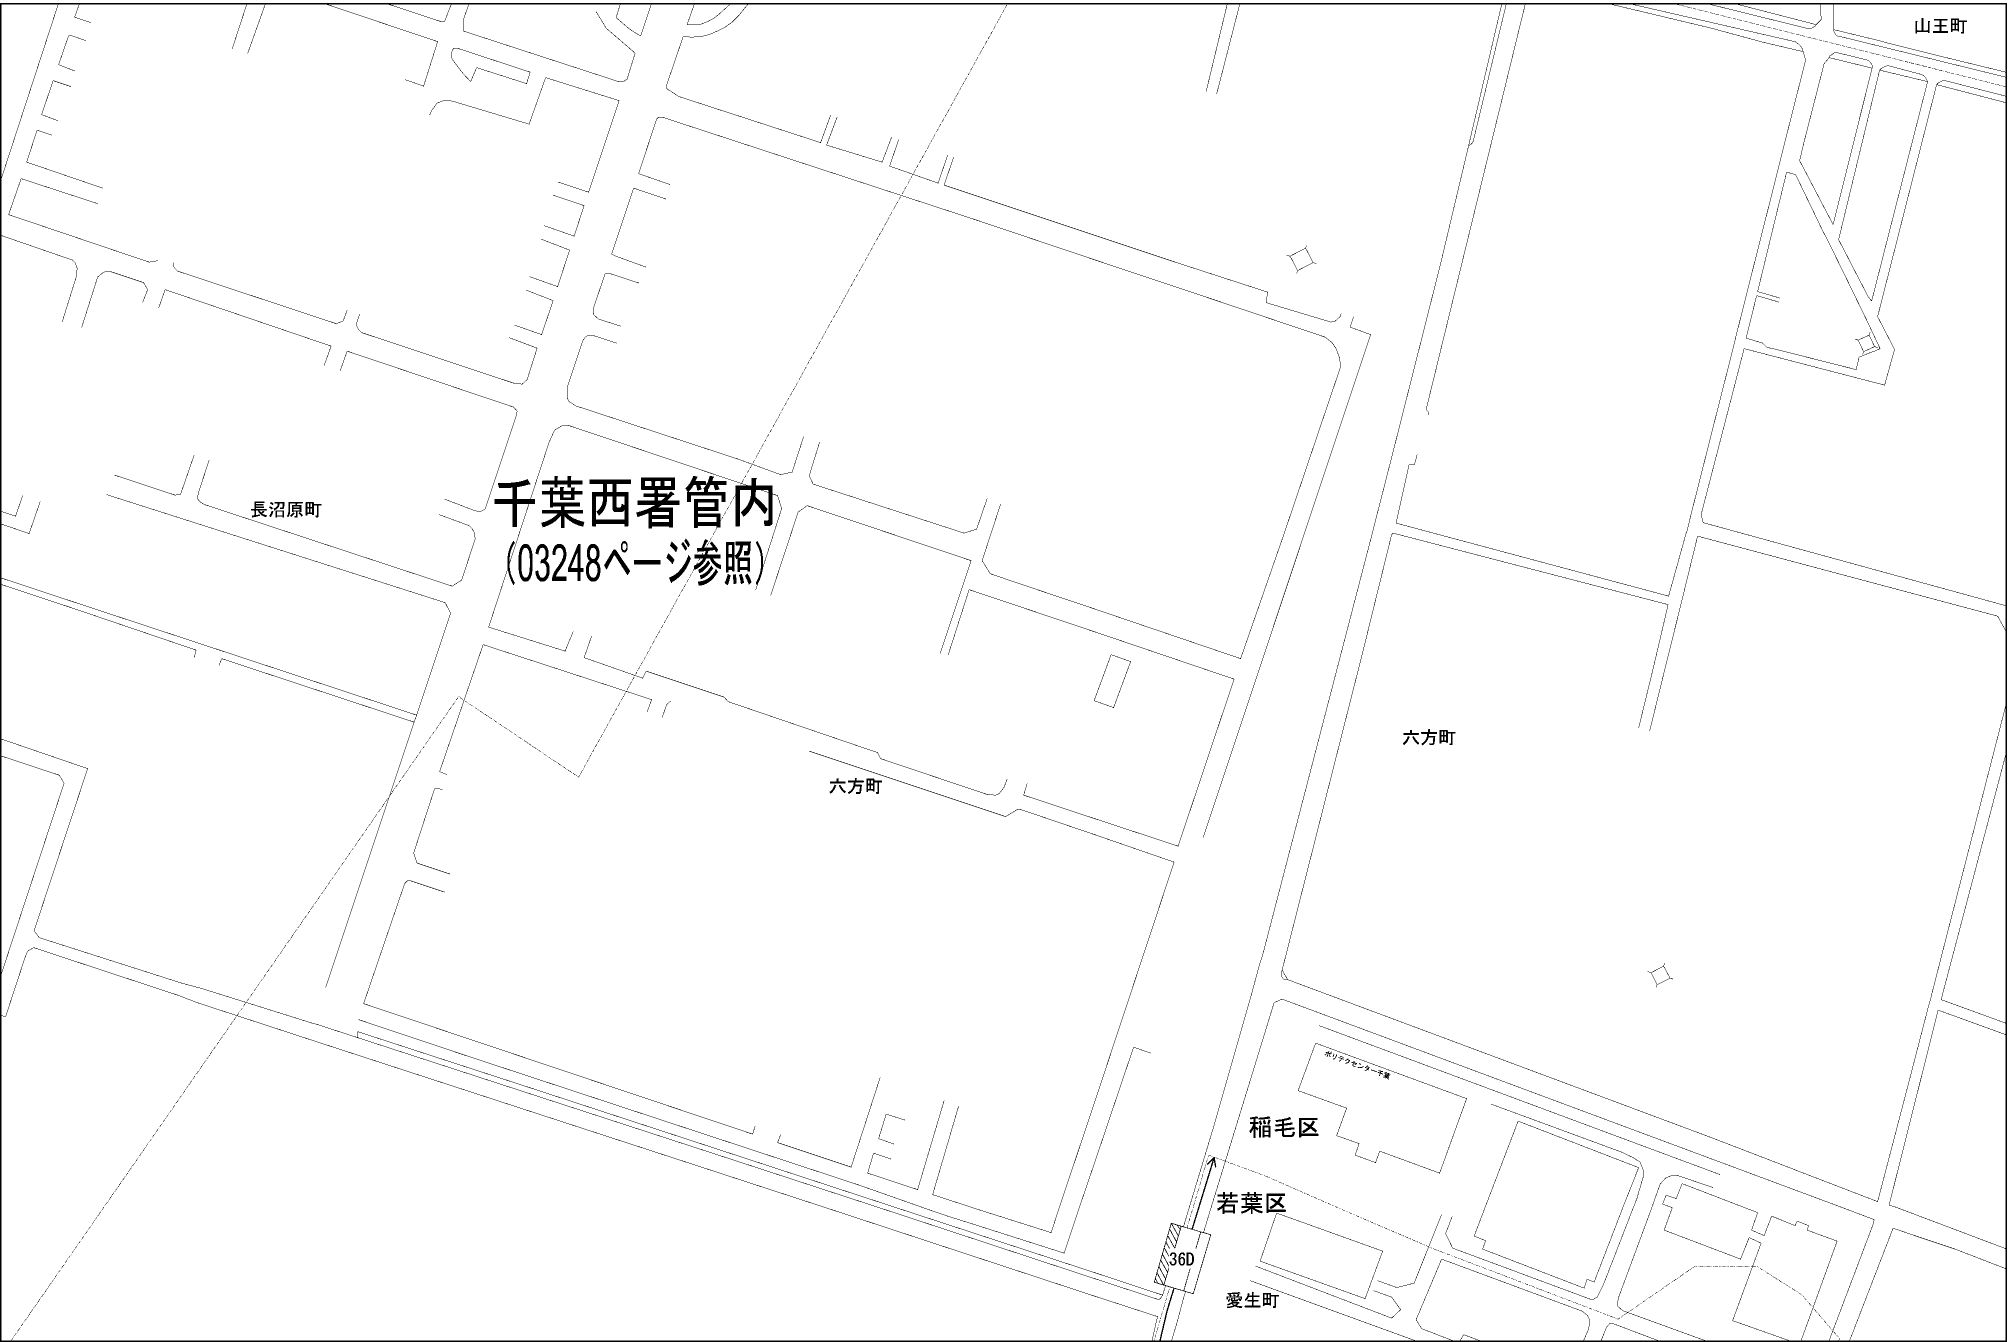 山王町
長沼原町
千葉西署管内
(03248ページ参照)
六方町
六方町
ポリテクセンター千葉
稲毛区
若葉区
36D
愛生町